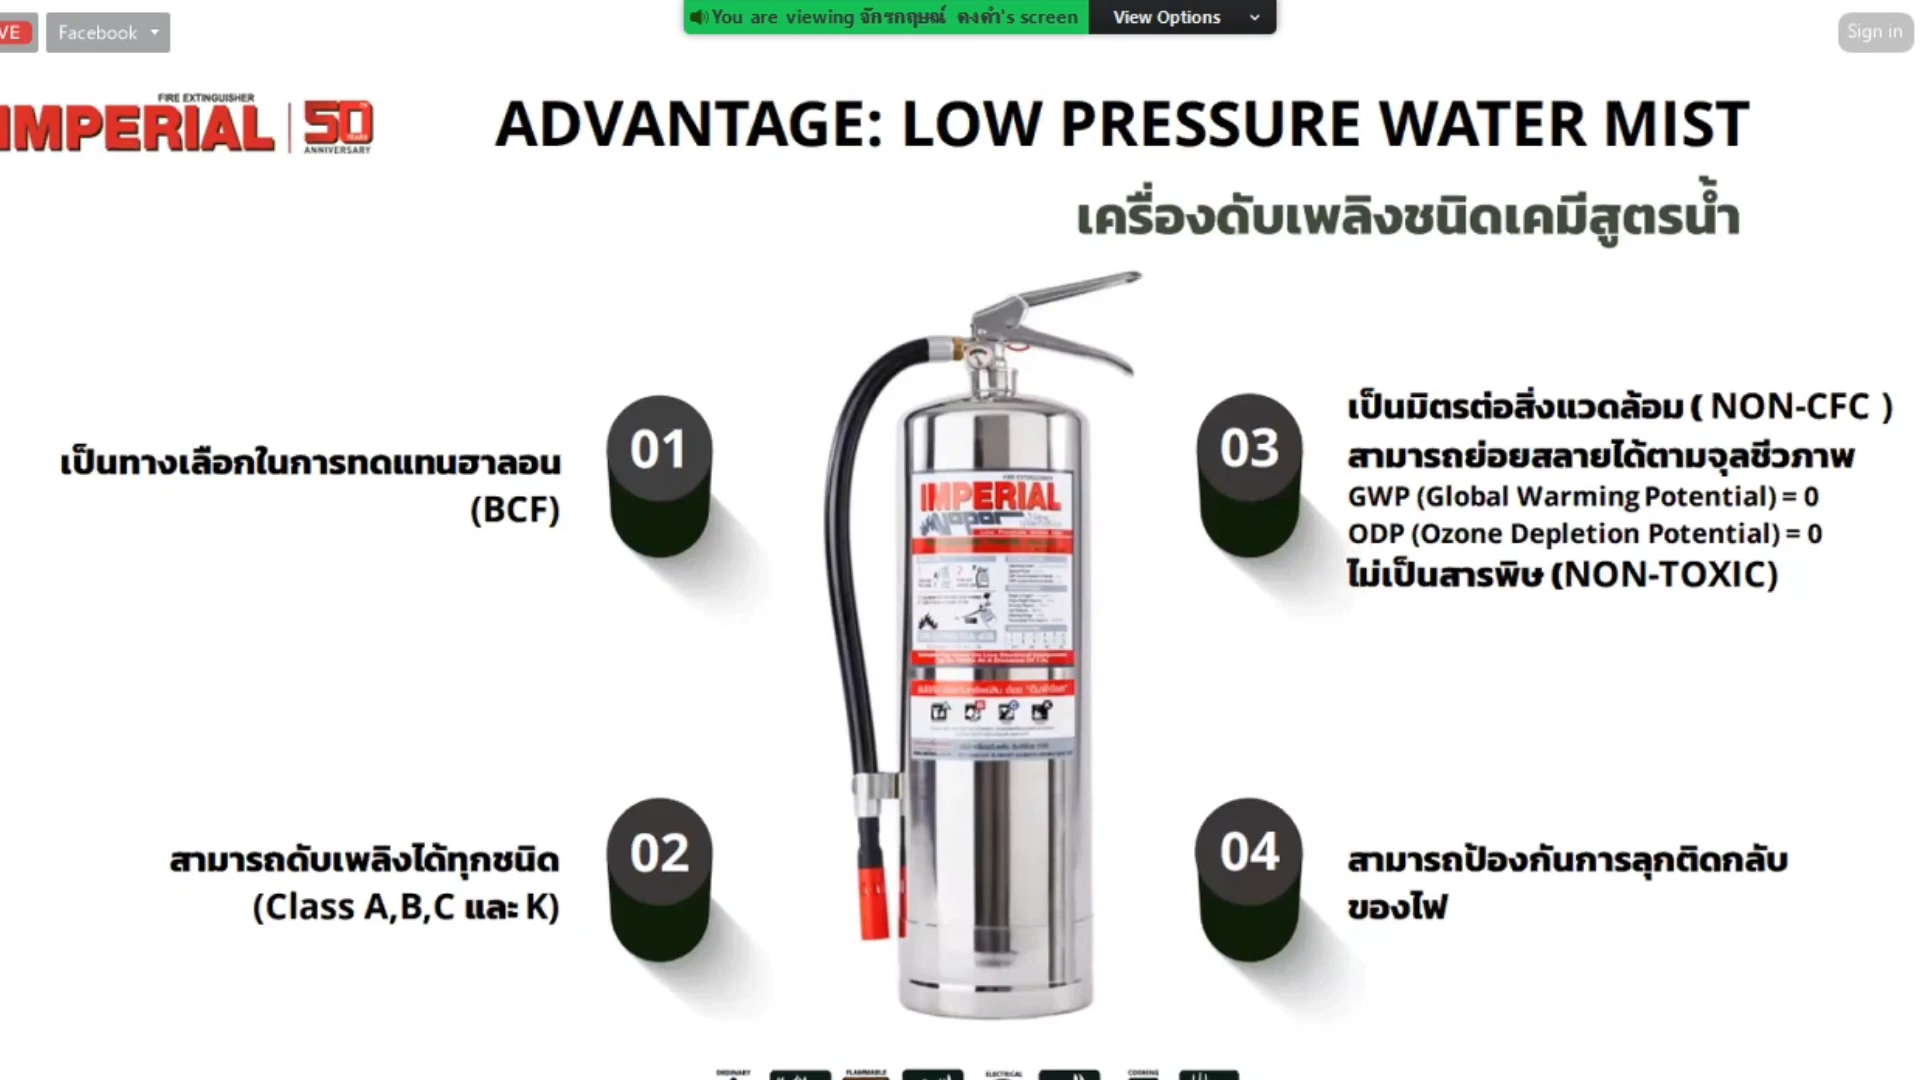 VE
Facebook
You are viewing จักรกฤษณ์ คงคำ's screen
View Options
Sign in
FIRE EXTINGUISHER
IMPERIAL
50
ANNIVERSARY
ADVANTAGE: LOW PRESSURE WATER MIST
เครื่องดับเพลิงชนิดเคมีสูตรน้ำ
01
เป็นทางเลือกในการทดแทนฮาลอน
(BCF)
02
สามารถดับเพลิงได้ทุกชนิด
(Class A,B,C และ K)
IMPERIAL
Vapor
03
เป็นมิตรต่อสิ่งแวดล้อม ( NON-CFC )
สามารถย่อยสลายได้ตามจุลชีวภาพ
GWP (Global Warming Potential) = 0
ODP (Ozone Depletion Potential) = 0
ไม่เป็นสารพิษ (NON-TOXIC)
04
สามารถป้องกันการลุกติดกลับ
ของไฟ
ORDINARY
FLAMMABLE
ELECTRICAL
COOKING